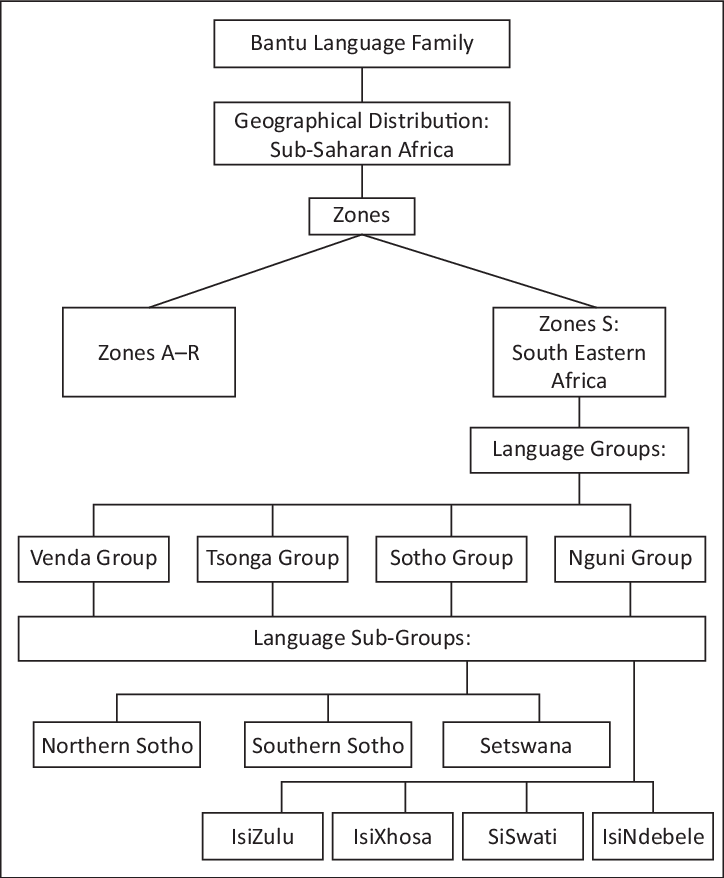 Bantu Language Family
Geographical Distribution:
Sub-Saharan Africa
Zones
Zones A–R
Zones S:
South Eastern
Africa
Language Groups:
Venda Group
Tsonga Group
Sotho Group
Nguni Group
Language Sub-Groups:
Northern Sotho
Southern Sotho
Setswana
IsiZulu
IsiXhosa
SiSwati
IsiNdebele